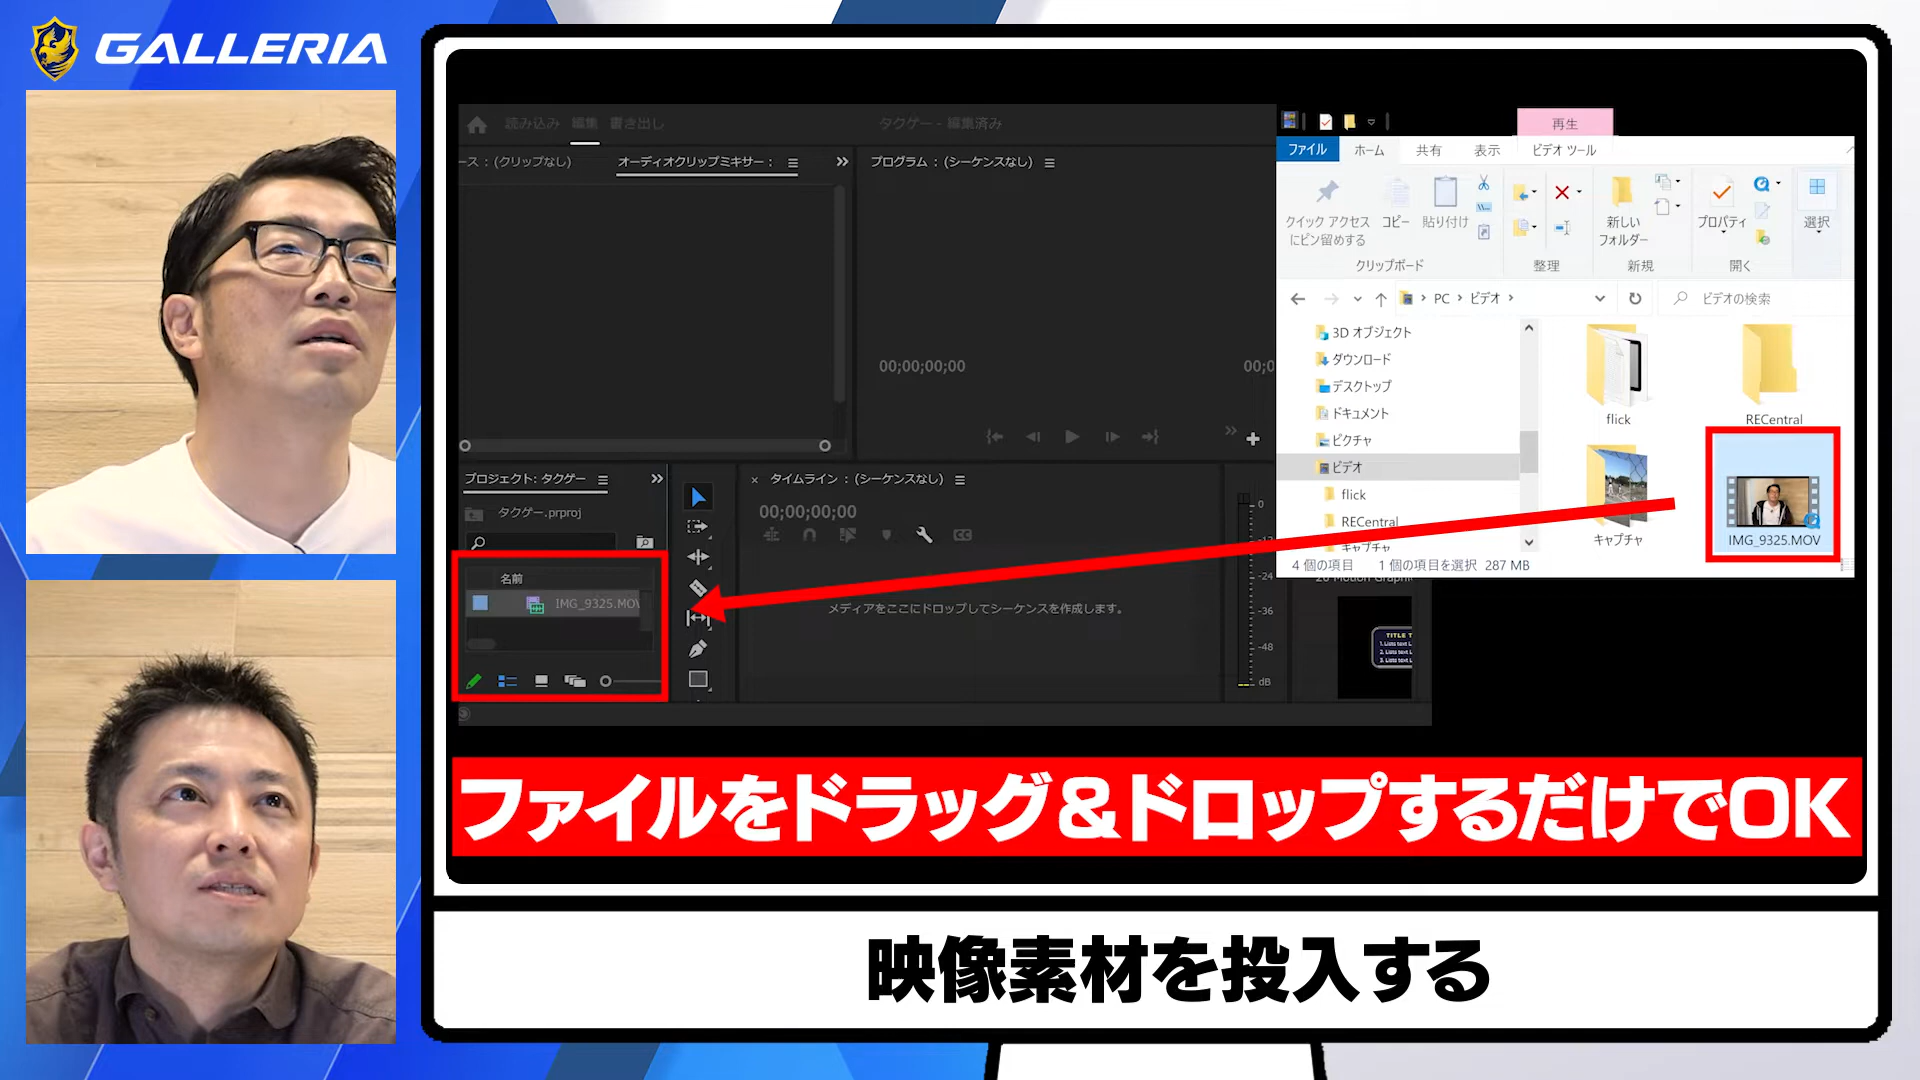 GALLERIA
読み込み 編集 書き出し
タクゲー - 編集済み
ース：(クリップなし)
オーディオクリップミキサー：
プログラム：(シーケンスなし)
00;00;00;00
00;0
プロジェクト: タクゲー
タクゲー.prproj
名前
IMG_9325.MOV
タイムライン：(シーケンスなし)
00;00;00;00
メディアをここにドロップしてシーケンスを作成します。
0
-24
-36
-48
dB
TITLE T
再生
ファイル ホーム 共有 表示 ビデオ ツール
クイック アクセス
にピン留めする
コピー
貼り付け
新しい
フォルダー
プロパティ
選択
クリップボード
整理
新規
開く
PC › ビデオ ›
ビデオの検索
3D オブジェクト
ダウンロード
デスクトップ
ドキュメント
ピクチャ
ビデオ
flick
RECentral
キャプチャ
flick
RECentral
キャプチャ
IMG_9325.MOV
4 個の項目 1 個の項目を選択 287 MB
ファイルをドラッグ&ドロップするだけでOK
映像素材を投入する